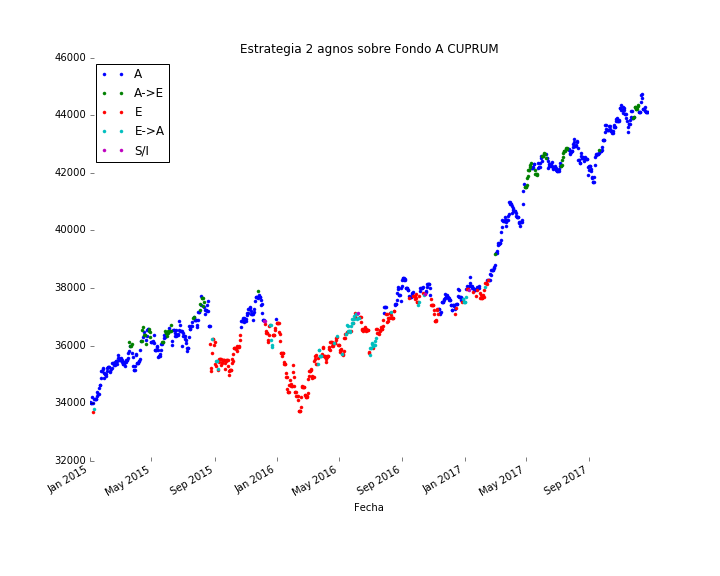 Estrategia 2 agnos sobre Fondo A CUPRUM
46000
44000
42000
40000
38000
36000
34000
32000
A
A->E
E
E->A
S/I
Jan 2015
May 2015
Sep 2015
Jan 2016
May 2016
Sep 2016
Jan 2017
May 2017
Sep 2017
Fecha